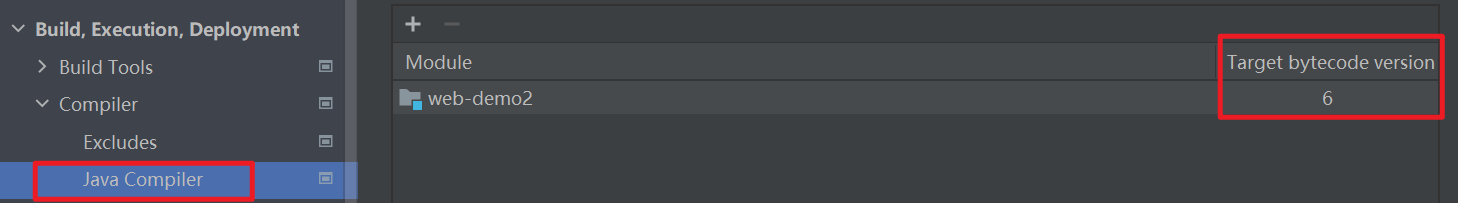 Build, Execution, Deployment
Build Tools
Compiler
Excludes
Java Compiler
Module
Target bytecode version
web-demo2
6